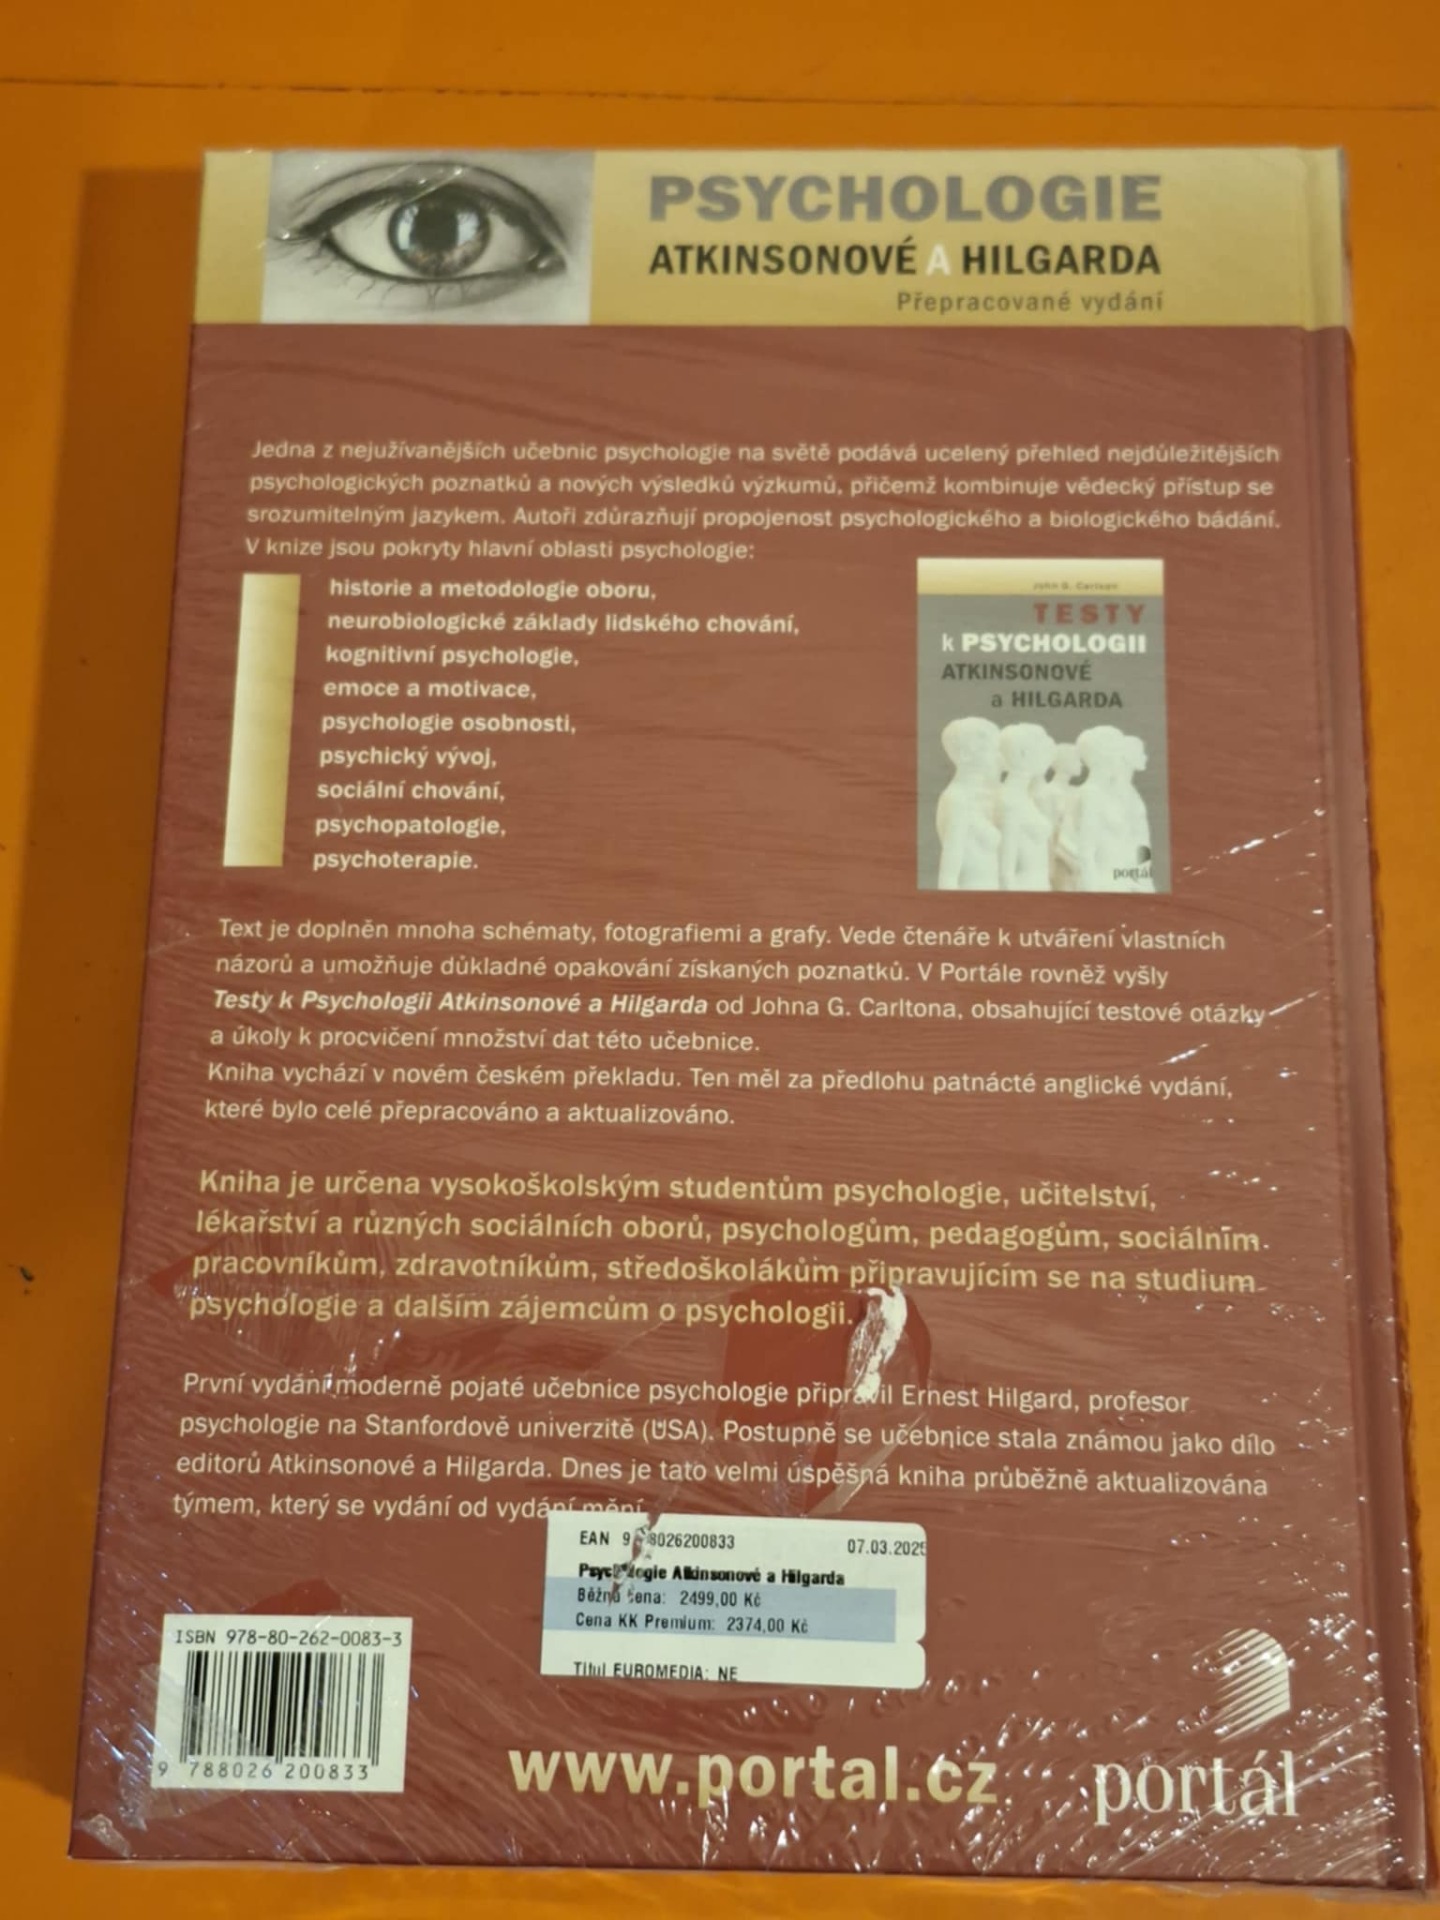 PSYCHOLOGIE
ATKINSONOVÉ A HILGARDA
Přepracované vydání
Jedna z nejužívanějších učebnic psychologie na světě podává ucelený přehled nejdůležitějších
psychologických poznatků a nových výsledků výzkumů, přičemž kombinuje vědecký přístup se
srozumitelným jazykem. Autoři zdůrazňují propojenost psychologického a biologického bádání.
V knize jsou pokryty hlavní oblasti psychologie:
historie a metodologie oboru,
neurobiologické základy lidského chování,
kognitivní psychologie,
emoce a motivace,
psychologie osobnosti,
psychický vývoj,
sociální chování,
psychopatologie,
psychoterapie.
John G. Carlson
TESTY
k PSYCHOLOGII
ATKINSONOVÉ
a HILGARDA
portál
Text je doplněn mnoha schématy, fotografiemi a grafy. Vede čtenáře k utváření vlastních
názorů a umožňuje důkladné opakování získaných poznatků. V Portále rovněž vyšly
Testy k Psychologii Atkinsonové a Hilgarda od Johna G. Carltona, obsahující testové otázky
a úkoly k procvičení množství dat této učebnice.
Kniha vychází v novém českém překladu. Ten měl za předlohu patnácté anglické vydání,
které bylo celé přepracováno a aktualizováno.
Kniha je určena vysokoškolským studentům psychologie, učitelství,
lékařství a různých sociálních oborů, psychologům, pedagogům, sociálním
pracovníkům, zdravotníkům, středoškolákům připravujícím se na studium
psychologie a dalším zájemcům o psychologii.
První vydání moderně pojaté učebnice psychologie připravil Ernest Hilgard, profesor
psychologie na Stanfordově univerzitě (USA). Postupně se učebnice stala známou jako dílo
editorů Atkinsonové a Hilgarda. Dnes je tato velmi úspěšná kniha průběžně aktualizována
týmem, který se vydání od vydání mění.
EAN 9788026200833 07.03.2025
Psychologie Atkinsonové a Hilgarda
Běžná cena: 2499,00 Kč
Cena KK Premium: 2374,00 Kč
Titul EUROMEDIA: NE
ISBN 978-80-262-0083-3
9 788026 200833
www.portal.cz
portál